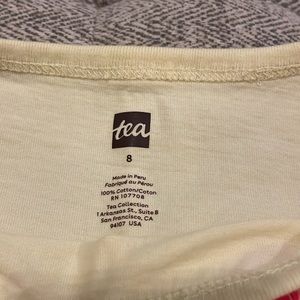 tea
8
Made in Peru
Fabriqué au Pérou
100% Cotton/Coton
RN 107708
Tea Collection
1 Arkansas St., Suite B
San Francisco, CA
94107 USA